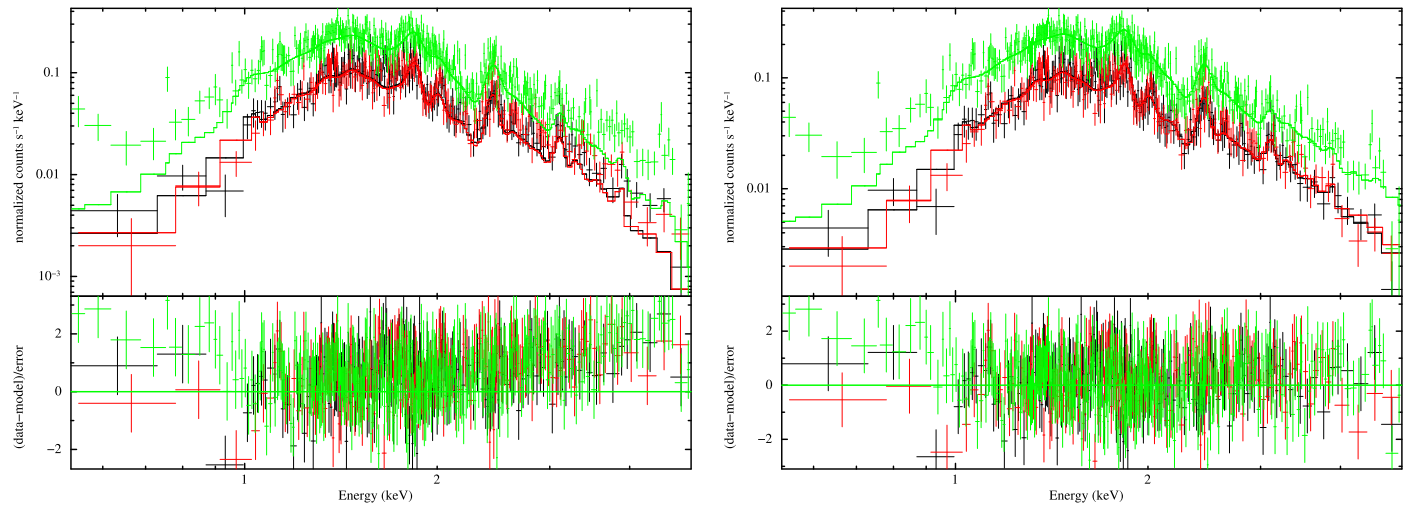 0.1
0.01
10⁻³
normalized counts s⁻¹ keV⁻¹
2
0
−2
(data−model)/error
1
2
Energy (keV)
0.1
0.01
normalized counts s⁻¹ keV⁻¹
2
0
−2
(data−model)/error
1
2
Energy (keV)